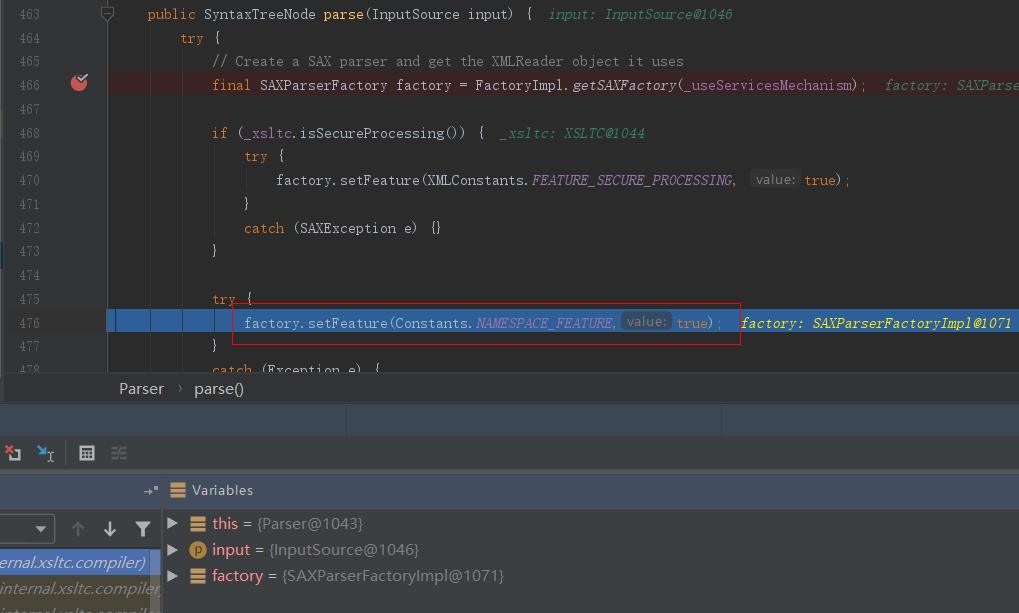 463 public SyntaxTreeNode parse(InputSource input) { input: InputSource@1046
464 try {
465 // Create a SAX parser and get the XMLReader object it uses
466 final SAXParserFactory factory = FactoryImpl.getSAXFactory(_useServicesMechanism); factory: SAXParse
467
468 if (_xsltc.isSecureProcessing()) { _xsltc: XSLTC@1044
469 try {
470 factory.setFeature(XMLConstants.FEATURE_SECURE_PROCESSING, value: true);
471 }
472 catch (SAXException e) {}
473 }
474
475 try {
476 factory.setFeature(Constants.NAMESPACE_FEATURE, value: true); factory: SAXParserFactoryImpl@1071
477 }
478 catch (Exception e) {
Parser › parse()
Variables
this = {Parser@1043}
input = {InputSource@1046}
ernal.xsltc.compiler)
factory = {SAXParserFactoryImpl@1071}
internal.xsltc.compiler
internal.xsltc.compiler